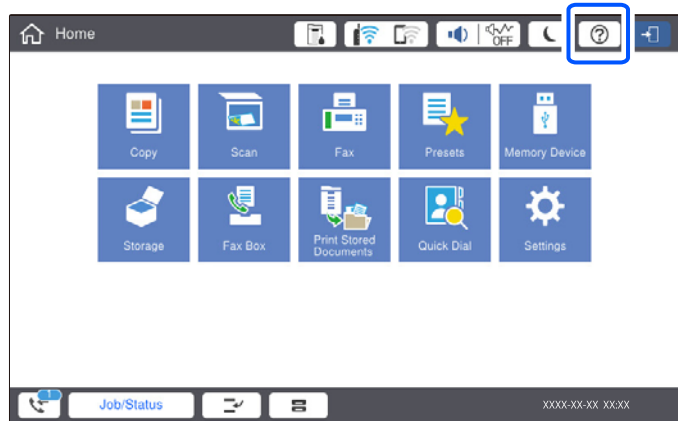 Home
OFF
?
Copy
Scan
Fax
Presets
Memory Device
Storage
Fax Box
Print Stored
Documents
Quick Dial
Settings
1
Job/Status
XXXX-XX-XX XX:XX